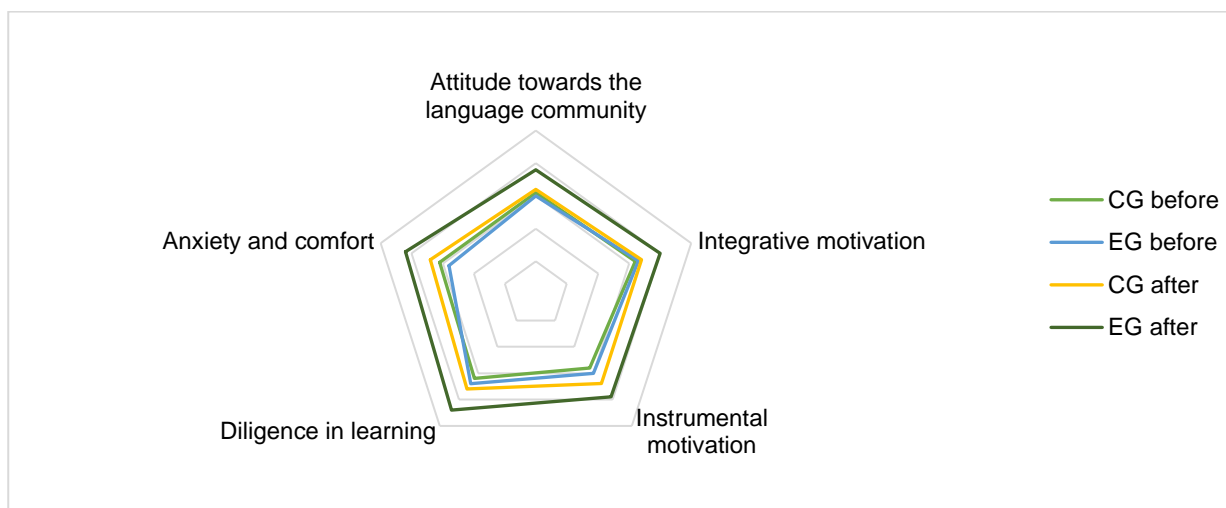 Attitude towards the
language community
Anxiety and comfort
Integrative motivation
Diligence in learning
Instrumental
motivation
CG before
EG before
CG after
EG after